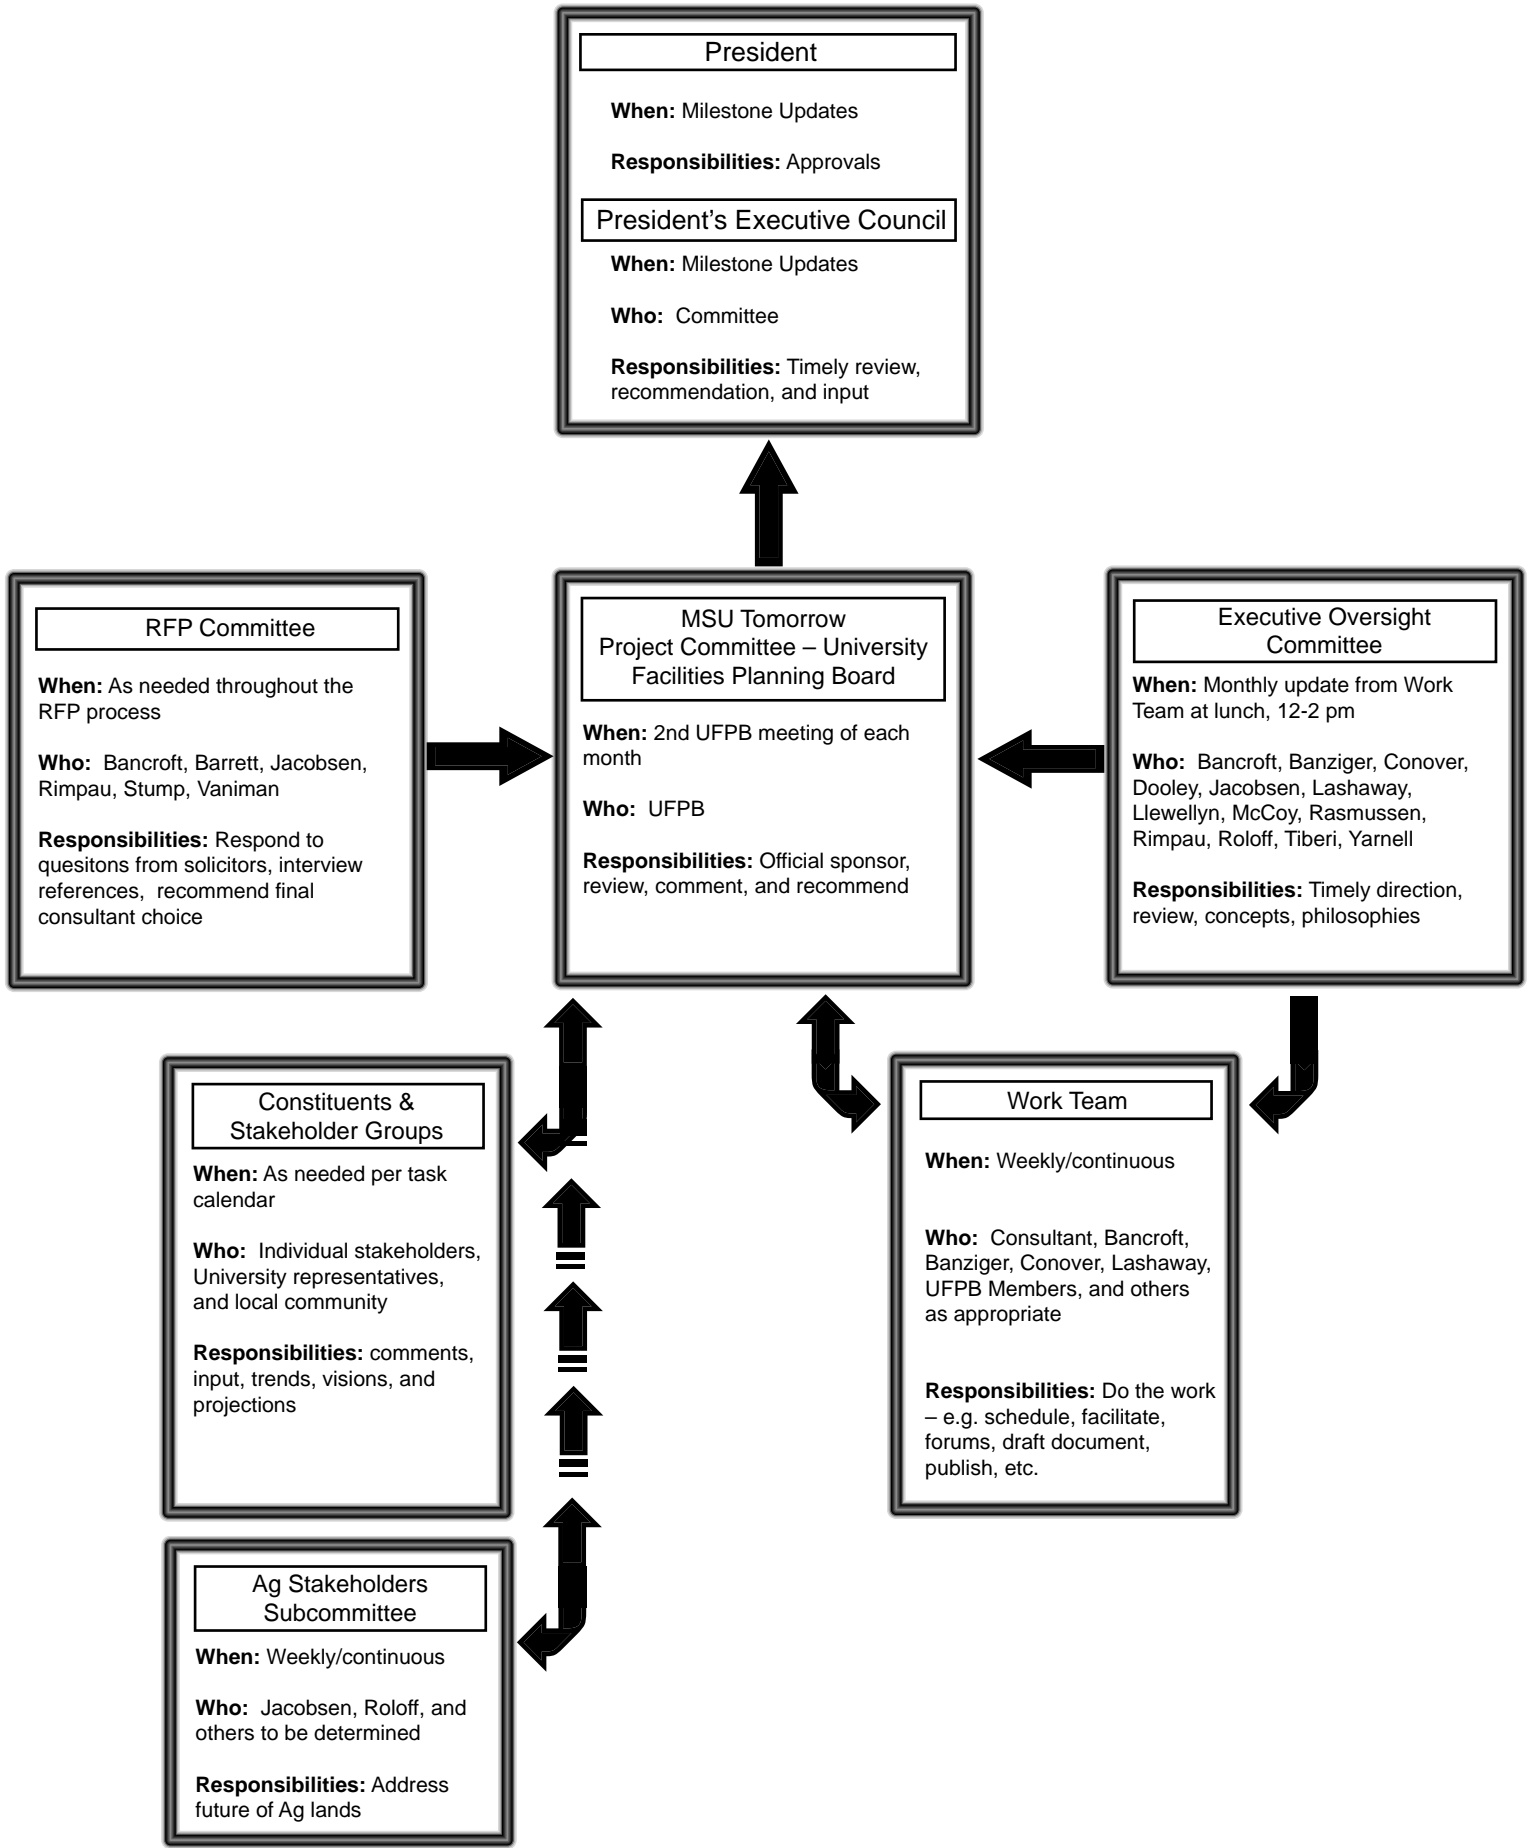 President
When: Milestone Updates
Responsibilities: Approvals
President’s Executive Council
When: Milestone Updates
Who:  Committee
Responsibilities: Timely review,
recommendation, and input
RFP Committee
When: As needed throughout the
RFP process
Who:  Bancroft, Barrett, Jacobsen,
Rimpau, Stump, Vaniman
Responsibilities: Respond to
quesitons from solicitors, interview
references,  recommend final
consultant choice
MSU Tomorrow
Project Committee – University
Facilities Planning Board
When: 2nd UFPB meeting of each
month
Who:  UFPB
Responsibilities: Official sponsor,
review, comment, and recommend
Executive Oversight
Committee
When: Monthly update from Work
Team at lunch, 12-2 pm
Who:  Bancroft, Banziger, Conover,
Dooley, Jacobsen, Lashaway,
Llewellyn, McCoy, Rasmussen,
Rimpau, Roloff, Tiberi, Yarnell
Responsibilities: Timely direction,
review, concepts, philosophies
Constituents &
Stakeholder Groups
When: As needed per task
calendar
Who:  Individual stakeholders,
University representatives,
and local community
Responsibilities: comments,
input, trends, visions, and
projections
Work Team
When: Weekly/continuous
Who:  Consultant, Bancroft,
Banziger, Conover, Lashaway,
UFPB Members, and others
as appropriate
Responsibilities: Do the work
– e.g. schedule, facilitate,
forums, draft document,
publish, etc.
Ag Stakeholders
Subcommittee
When: Weekly/continuous
Who:  Jacobsen, Roloff, and
others to be determined
Responsibilities: Address
future of Ag lands